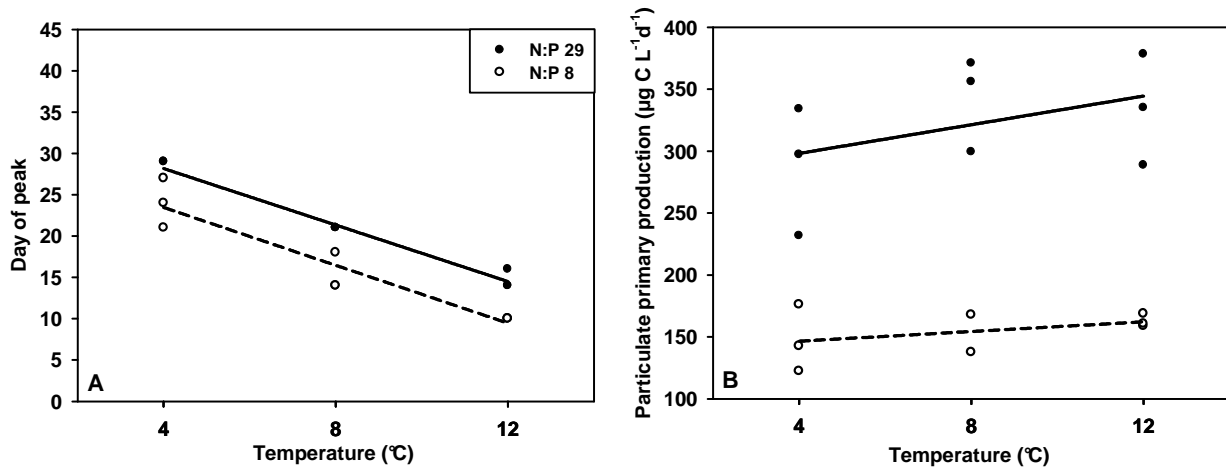 45
40
35
30
25
20
15
10
5
0
Day of peak
N:P 29
N:P 8
A
4 8 12
Temperature (°C)
400
350
300
250
200
150
100
Particulate primary production (µg C L⁻¹d⁻¹)
B
4 8 12
Temperature (°C)